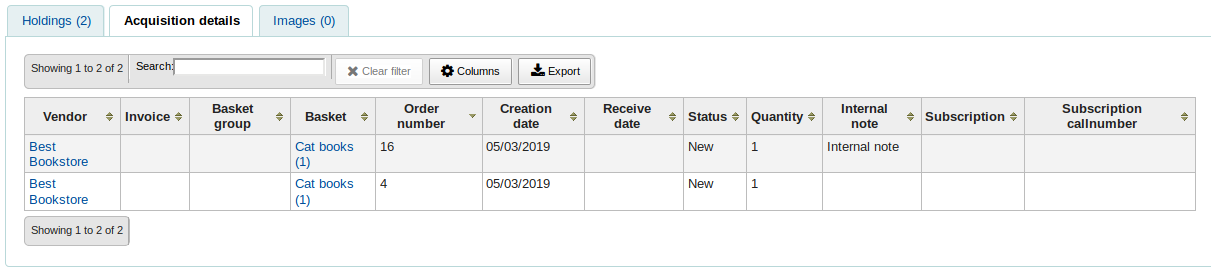 Holdings (2) Acquisition details Images (0)
Showing 1 to 2 of 2 Search: Clear filter Columns Export
Vendor Invoice Basket group Basket Order number Creation date Receive date Status Quantity Internal note Subscription Subscription callnumber
Best Bookstore Cat books (1) 16 05/03/2019 New 1 Internal note
Best Bookstore Cat books (1) 4 05/03/2019 New 1
Showing 1 to 2 of 2